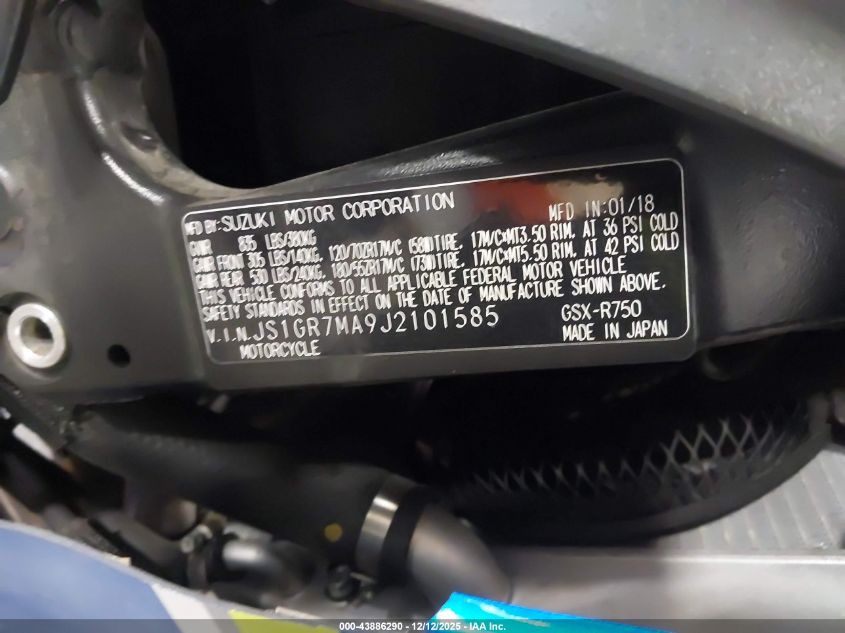 MFD BY:SUZUKI MOTOR CORPORATION MFD IN:01/18
GVWR 835 LBS/380KG
GAWR FRONT 305 LBS/140KG, 120/70ZR17M/C (58W)TIRE, 17M/C×MT3.50 RIM, AT 36 PSI COLD
GAWR REAR 530 LBS/240KG, 180/55ZR17M/C (73W)TIRE, 17M/C×MT5.50 RIM, AT 42 PSI COLD
THIS VEHICLE CONFORMS TO ALL APPLICABLE FEDERAL MOTOR VEHICLE
SAFETY STANDARDS IN EFFECT ON THE DATE OF MANUFACTURE SHOWN ABOVE.
V.I.N.JS1GR7MA9J2101585 GSX-R750
MOTORCYCLE MADE IN JAPAN
000-43886290 - 12/12/2025 - IAA Inc.